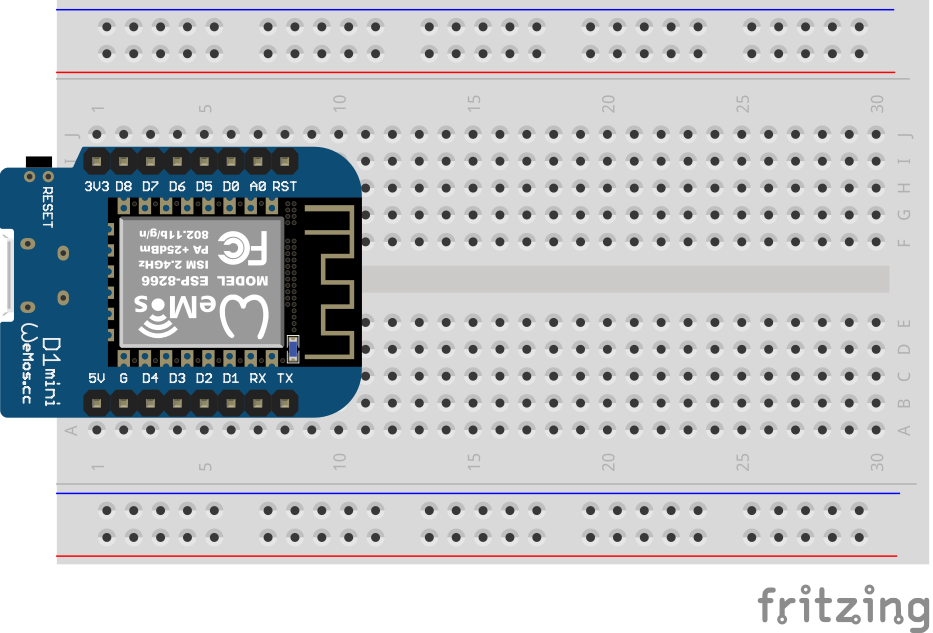 1 5 10 15 20 25 30
J J
I I
H
G
F
3V3 D8 D7 D6 D5 D0 A0 RST
RESET
802.11b/g/n
PA +25dBm
ISM 2.4GHz
FC
MODEL ESP-8266
WeMos
D1mini
WeMos.cc
5V G D4 D3 D2 D1 RX TX
E
D
C
B
A A
1 5 10 15 20 25 30
fritzing